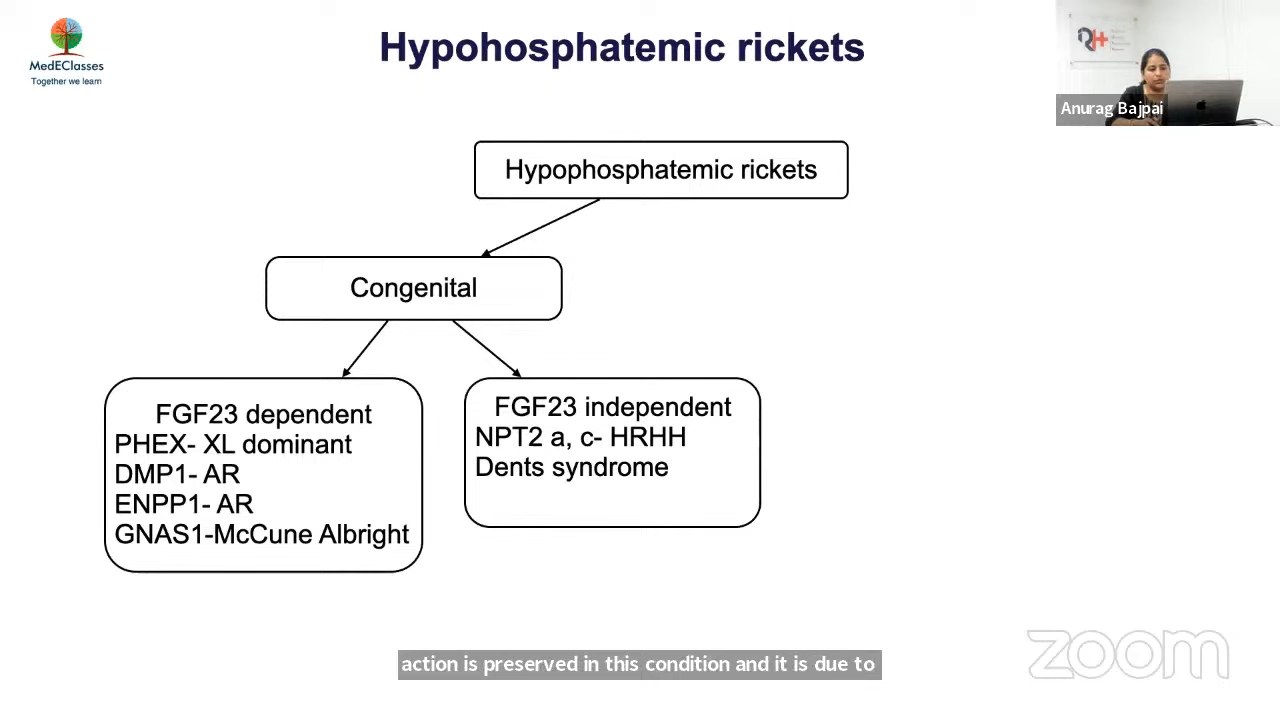 Hypohosphatemic rickets
MedEClasses
Together we learn
Anurag Bajpai
Hypophosphatemic rickets
Congenital
FGF23 dependent
PHEX- XL dominant
DMP1- AR
ENPP1- AR
GNAS1-McCune Albright
FGF23 independent
NPT2 a, c- HRHH
Dents syndrome
action is preserved in this condition and it is due to
zoom